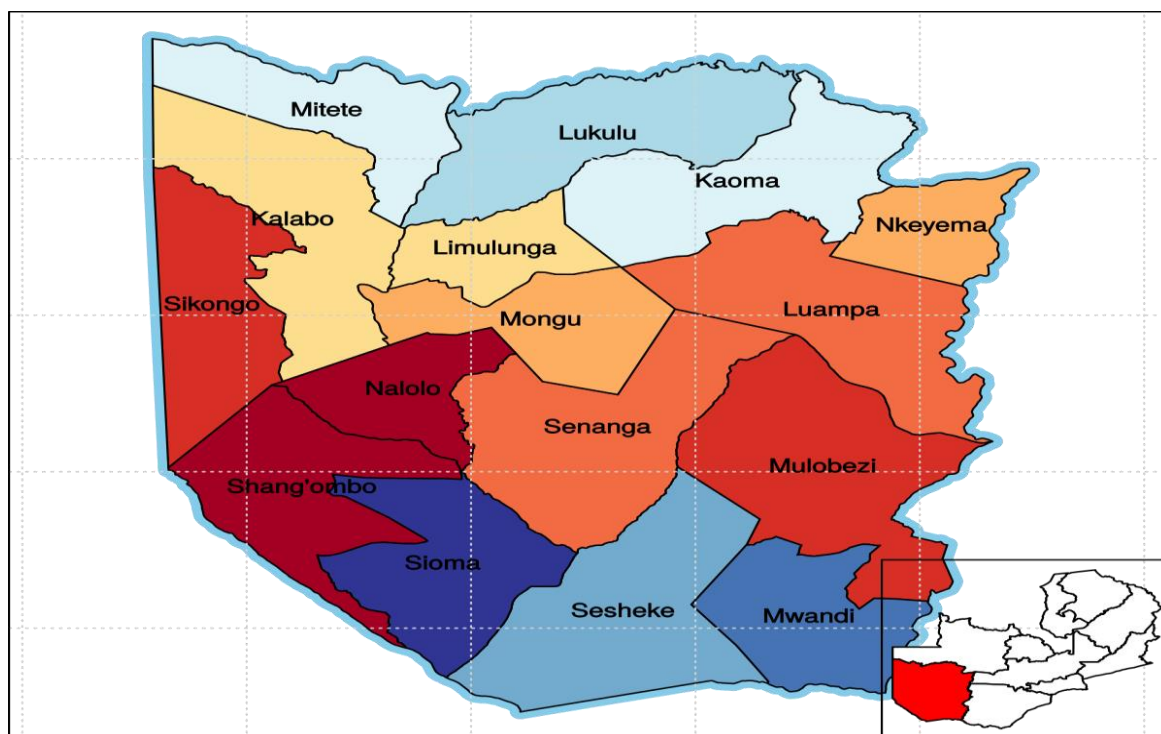 Mitete
Lukulu
Kaoma
Kalabo
Nkeyema
Limulunga
Sikongo
Mongu
Luampa
Nalolo
Senanga
Mulobezi
Shang'ombo
Sioma
Sesheke
Mwandi